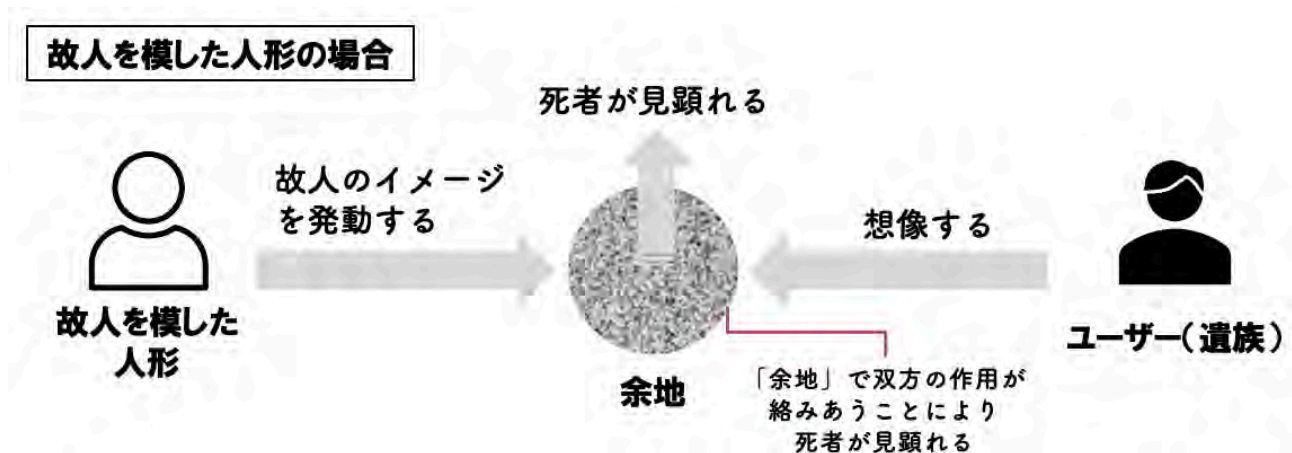 故人を模した人形の場合
死者が見顕れる
故人のイメージ
を発動する
想像する
故人を模した
人形
余地
ユーザー(遺族)
「余地」で双方の作用が
絡みあうことにより
死者が見顕れる